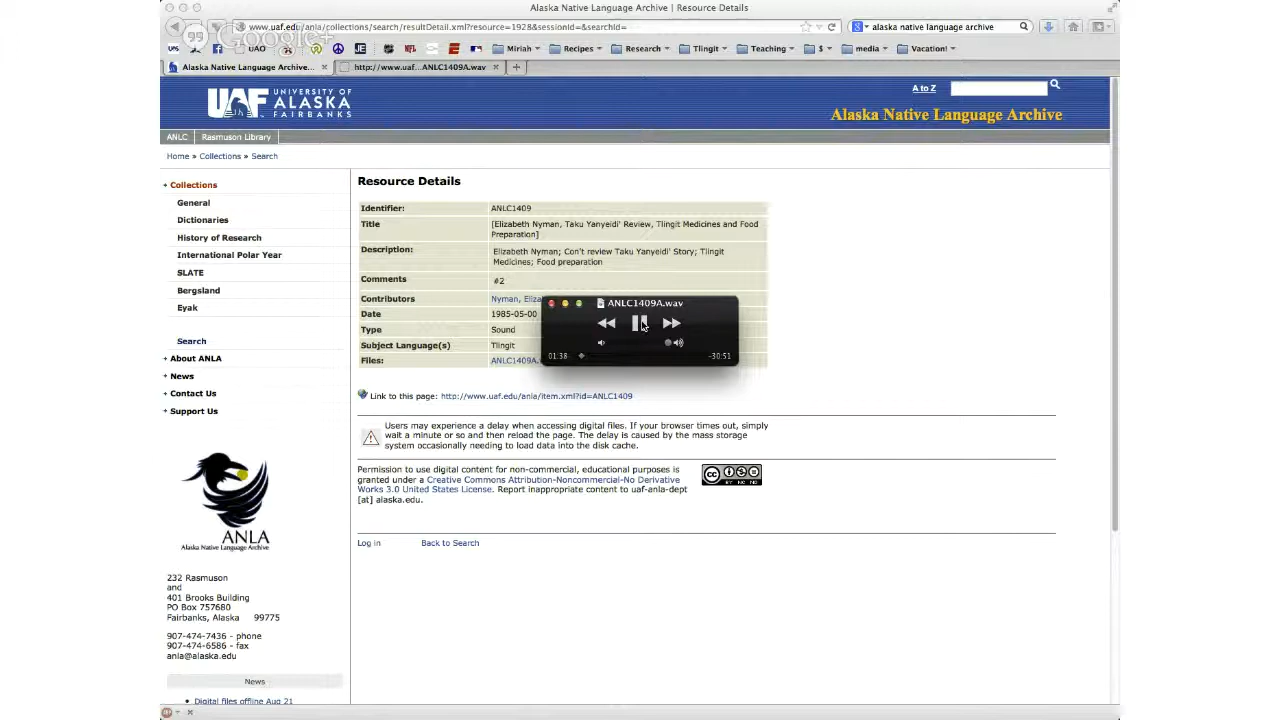 Alaska Native Language Archive | Resource Details
www.uaf.edu/anla/collections/search/resultDetail.xml?resource=1928&sessionId=&searchId=
alaska native language archive
Google+
UAO
Miriah
Recipes
Research
Tlingit
Teaching
$
media
Vacation!
Alaska Native Language Archive...
http://www.uaf...ANLC1409A.wav
UAF UNIVERSITY OF ALASKA FAIRBANKS
A to Z
Alaska Native Language Archive
ANLC
Rasmuson Library
Home » Collections » Search
Collections
General
Dictionaries
History of Research
International Polar Year
SLATE
Bergsland
Eyak
Search
About ANLA
News
Contact Us
Support Us
ANLA
Alaska Native Language Archive
232 Rasmuson
and
401 Brooks Building
PO Box 757680
Fairbanks, Alaska 99775
907-474-7436 - phone
907-474-6586 - fax
anla@alaska.edu
News
Digital files offline Aug 21
Resource Details
Identifier: ANLC1409
Title [Elizabeth Nyman, Taku Yanyeidi' Review, Tlingit Medicines and Food
Preparation]
Description: Elizabeth Nyman; Con't review Taku Yanyeidi' Story; Tlingit
Medicines; Food preparation
Comments #2
Contributors Nyman, Eliza
Date 1985-05-00
Type Sound
Subject Language(s) Tlingit
Files: ANLC1409A.
ANLC1409A.wav
01:38
-30:51
Link to this page: http://www.uaf.edu/anla/item.xml?id=ANLC1409
Users may experience a delay when accessing digital files. If your browser times out, simply
wait a minute or so and then reload the page. The delay is caused by the mass storage
system occasionally needing to load data into the disk cache.
Permission to use digital content for non-commercial, educational purposes is
granted under a Creative Commons Attribution-Noncommercial-No Derivative
Works 3.0 United States License. Report inappropriate content to uaf-anla-dept
[at] alaska.edu.
cc
BY NC ND
Log in
Back to Search